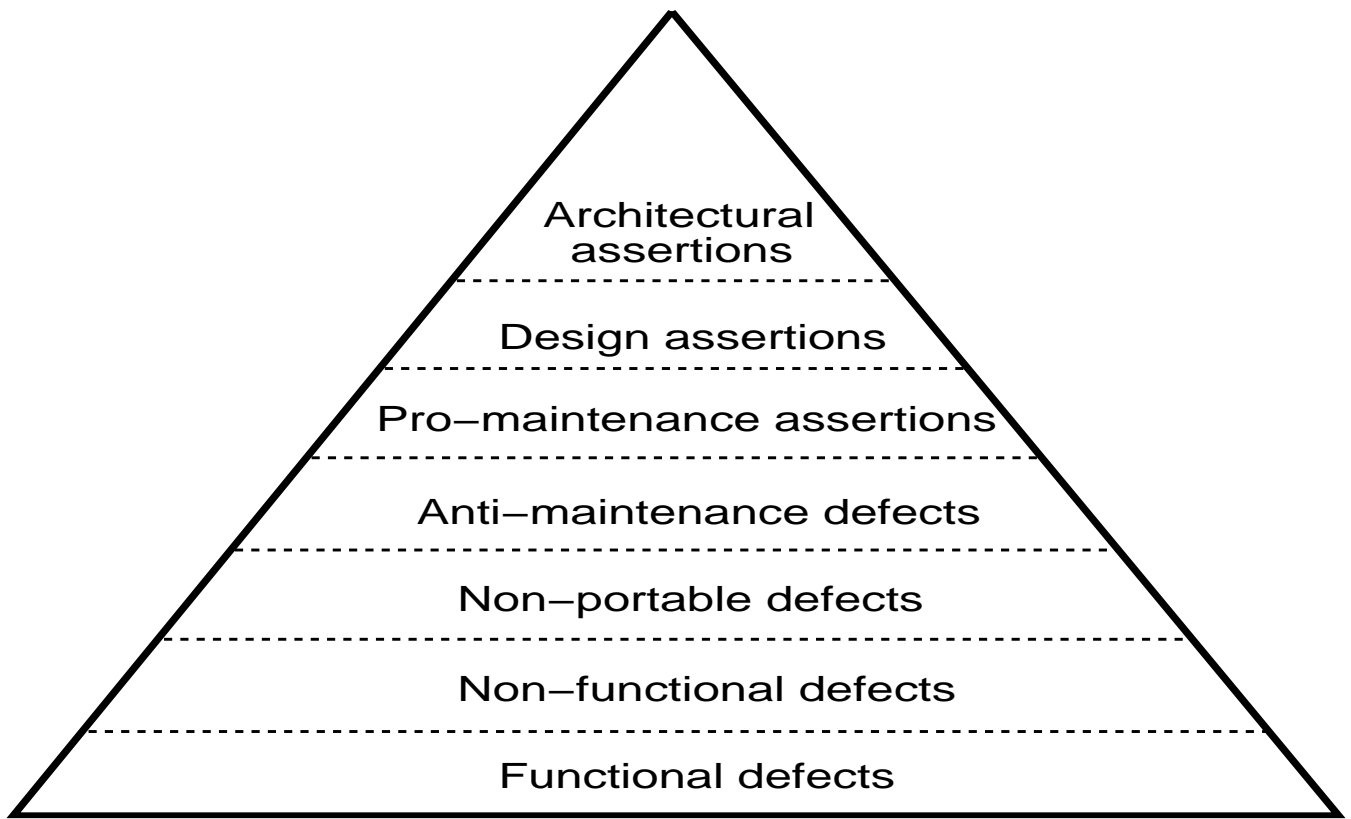 Architectural
assertions
Design assertions
Pro−maintenance assertions
Anti−maintenance defects
Non−portable defects
Non−functional defects
Functional defects